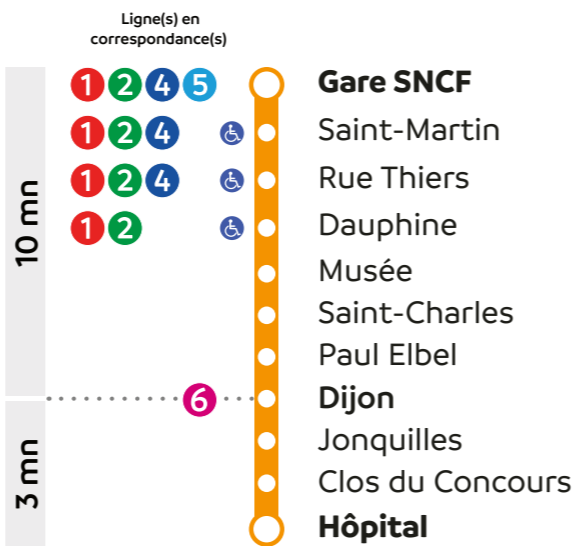 Ligne(s) en
correspondance(s)
1 2 4 5 Gare SNCF
1 2 4 Saint-Martin
1 2 4 Rue Thiers
1 2 Dauphine
Musée
Saint-Charles
Paul Elbel
10 mn
6 Dijon
Jonquilles
Clos du Concours
3 mn
Hôpital